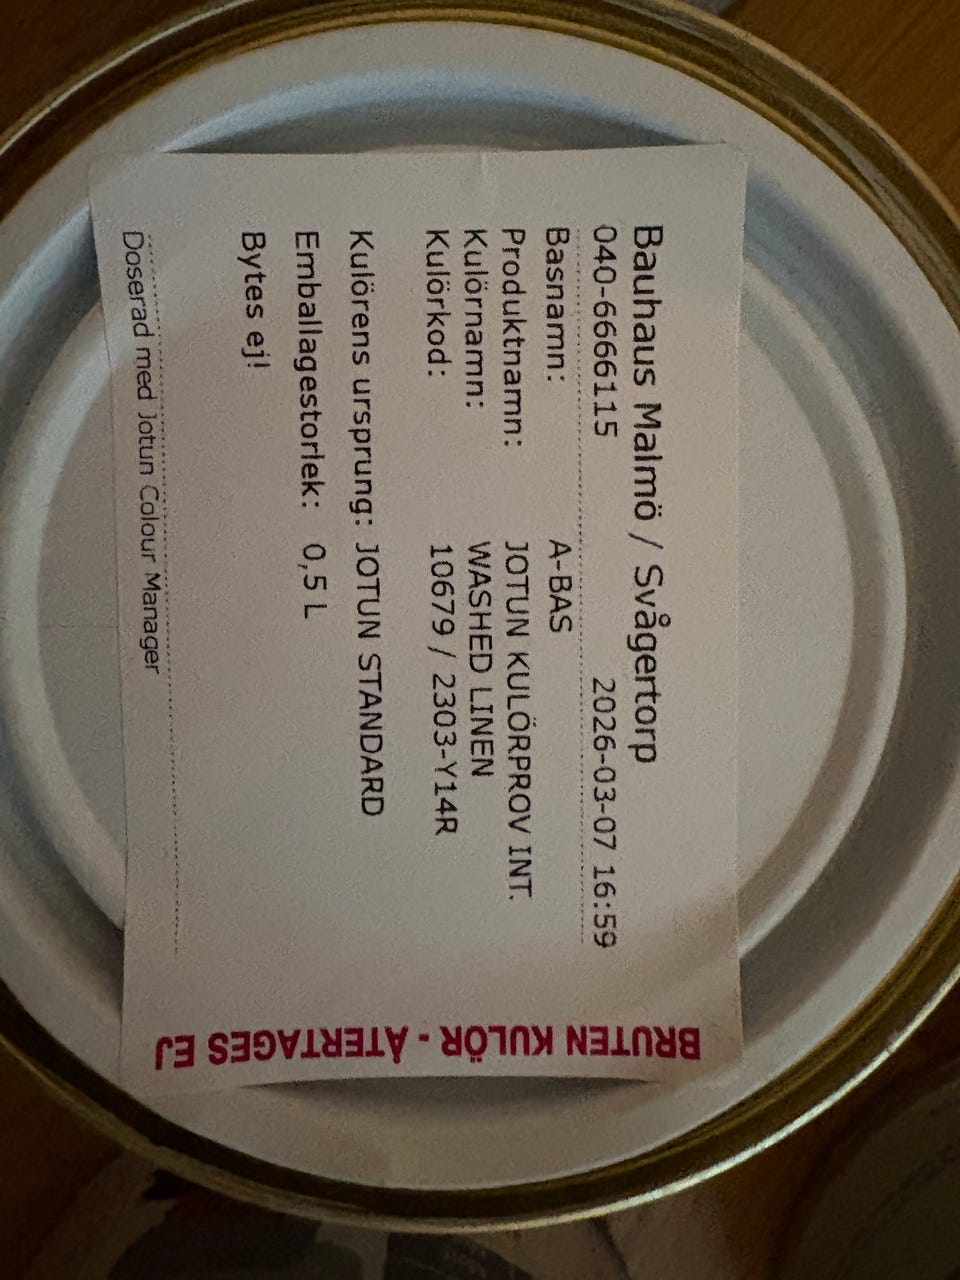 Bauhaus Malmö / Svågertorp
040-6666115 2026-03-07 16:59
Basnamn: A-BAS
Produktnamn: JOTUN KULÖRPROV INT.
Kulörnamn: WASHED LINEN
Kulörkod: 10679 / 2303-Y14R
Kulörens ursprung: JOTUN STANDARD
Emballagestorlek: 0,5 L
Bytes ej!
Doserad med Jotun Colour Manager
BRUTEN KULÖR - ÅTERTAGES EJ